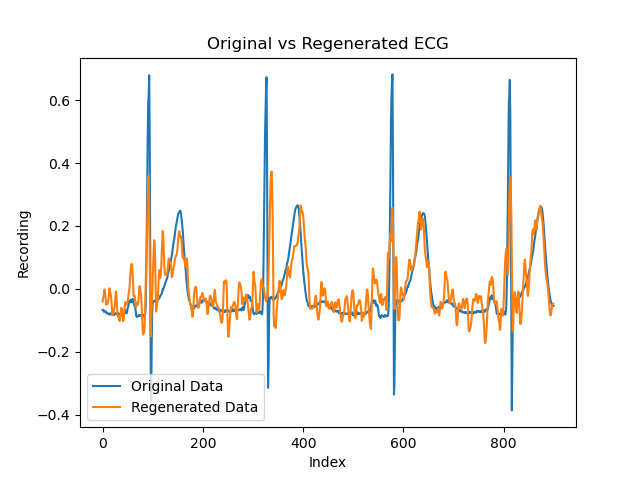 Original vs Regenerated ECG
Recording
0.6
0.4
0.2
0.0
−0.2
−0.4
Original Data
Regenerated Data
0 200 400 600 800
Index